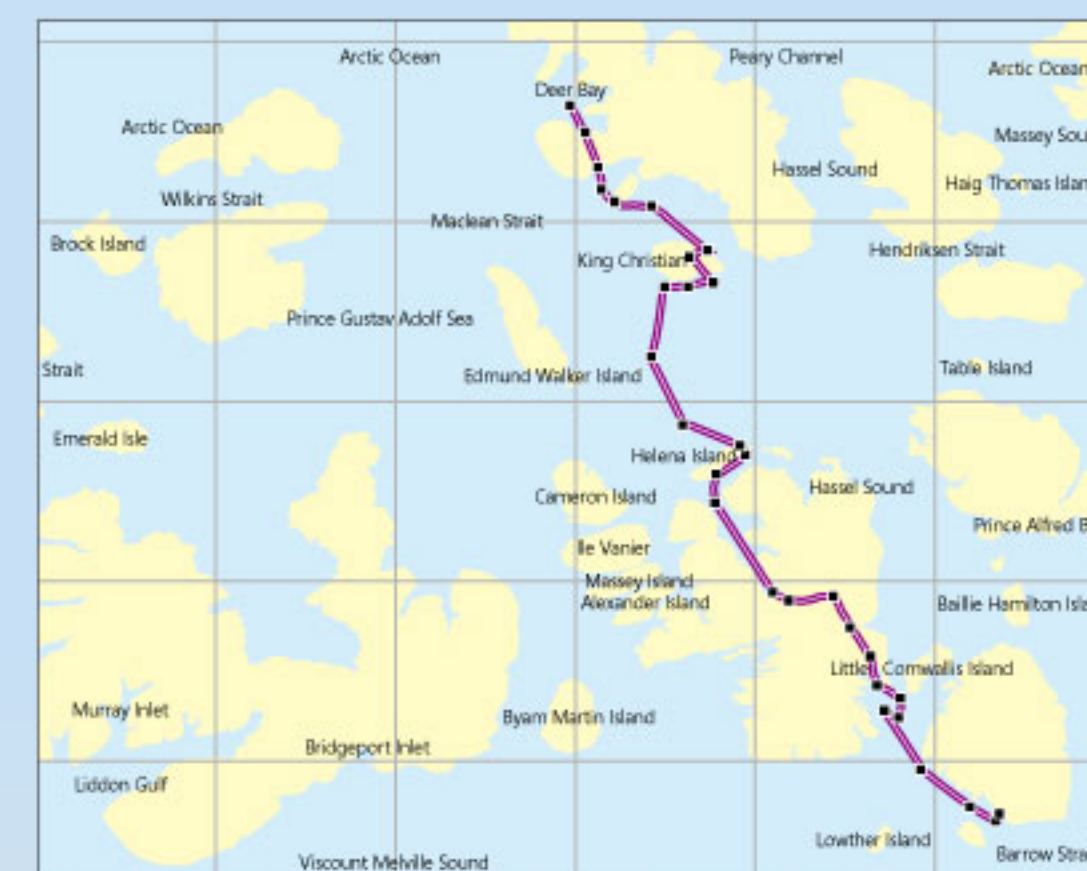 Arctic Ocean
Peary Channel
Arctic Ocean
Deer Bay
Arctic Ocean
Massey Sou
Hassel Sound
Haig Thomas Islan
Wilkins Strait
Maclean Strait
Brock Island
Hendriksen Strait
King Christian
Prince Gustav Adolf Sea
Strait
Edmund Walker Island
Table Island
Emerald Isle
Helena Island
Hassel Sound
Cameron Island
Prince Alfred B
Ile Vanier
Massey Island
Alexander Island
Baillie Hamilton Isla
Little Cornwallis Island
Murray Inlet
Byam Martin Island
Bridgeport Inlet
Liddon Gulf
Lowther Island
Barrow Stra
Viscount Melville Sound